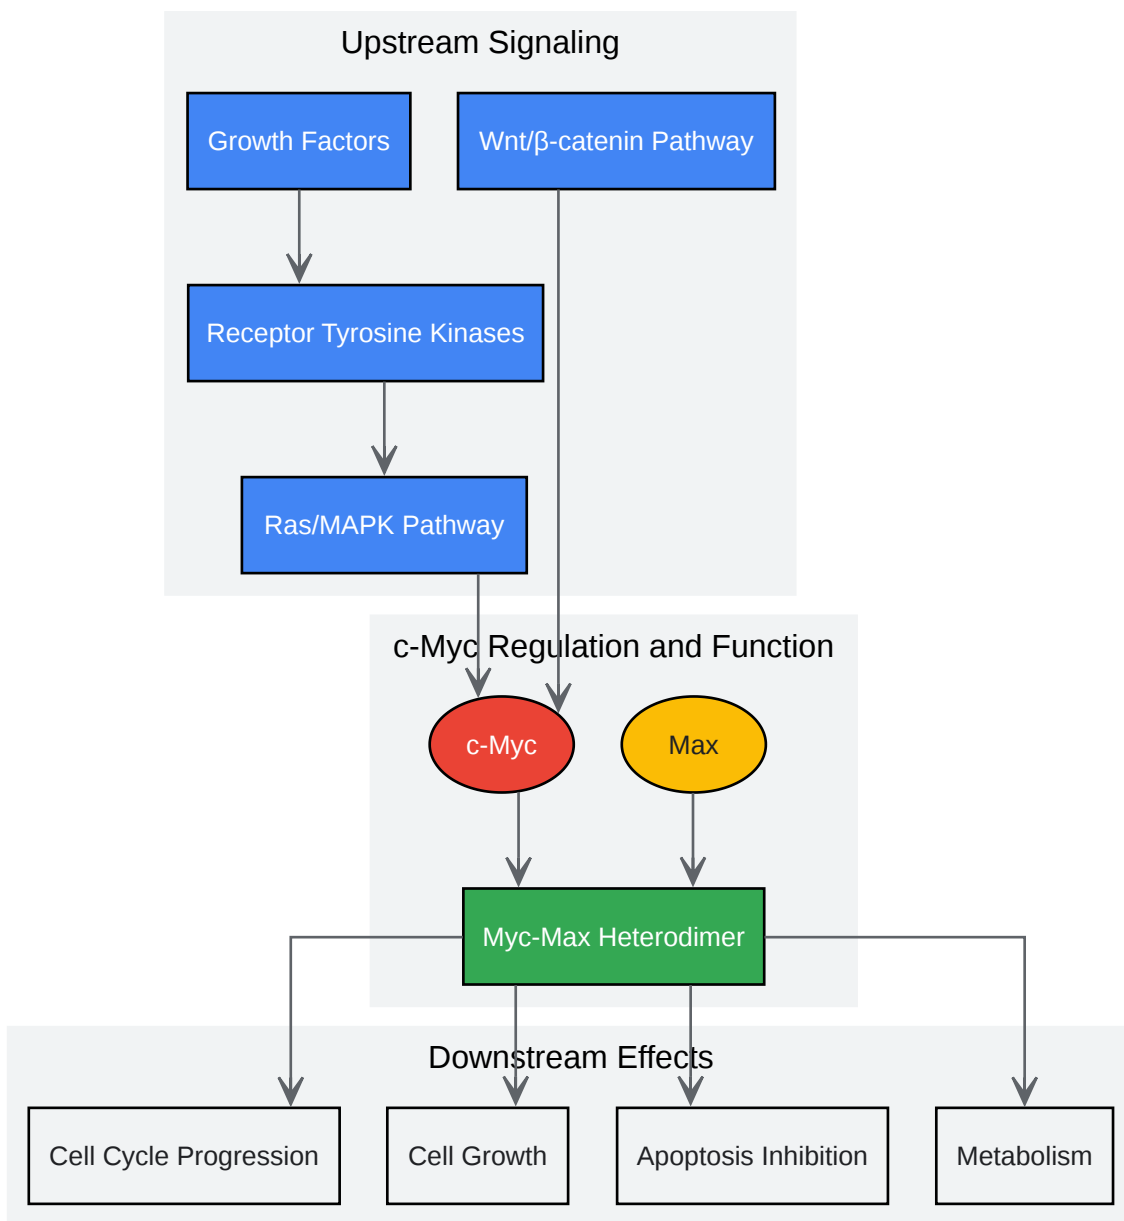 Upstream Signaling
Growth Factors
Wnt/β-catenin Pathway
Receptor Tyrosine Kinases
Ras/MAPK Pathway
c-Myc Regulation and Function
c-Myc
Max
Myc-Max Heterodimer
Downstream Effects
Cell Cycle Progression
Cell Growth
Apoptosis Inhibition
Metabolism